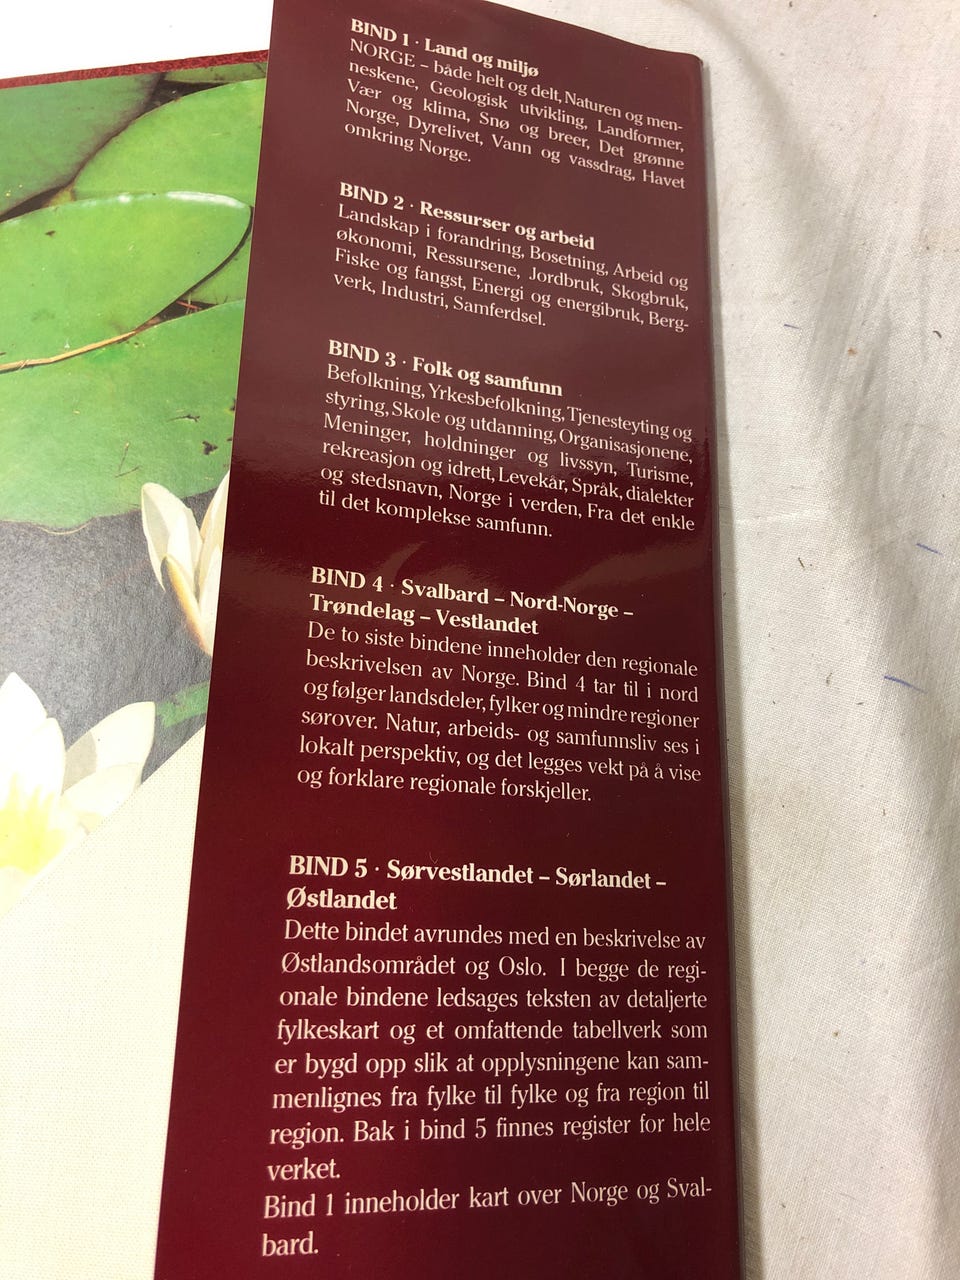 BIND 1 · Land og miljø
NORGE – både helt og delt, Naturen og men-
neskene, Geologisk utvikling, Landformer,
Vær og klima, Snø og breer, Det grønne
Norge, Dyrelivet, Vann og vassdrag, Havet
omkring Norge.
BIND 2 · Ressurser og arbeid
Landskap i forandring, Bosetning, Arbeid og
økonomi, Ressursene, Jordbruk, Skogbruk,
Fiske og fangst, Energi og energibruk, Berg-
verk, Industri, Samferdsel.
BIND 3 · Folk og samfunn
Befolkning, Yrkesbefolkning, Tjenesteyting og
styring, Skole og utdanning, Organisasjonene,
Meninger, holdninger og livssyn, Turisme,
rekreasjon og idrett, Levekår, Språk, dialekter
og stedsnavn, Norge i verden, Fra det enkle
til det komplekse samfunn.
BIND 4 · Svalbard – Nord-Norge –
Trøndelag – Vestlandet
De to siste bindene inneholder den regionale
beskrivelsen av Norge. Bind 4 tar til i nord
og følger landsdeler, fylker og mindre regioner
sørover. Natur, arbeids- og samfunnsliv ses i
lokalt perspektiv, og det legges vekt på å vise
og forklare regionale forskjeller.
BIND 5 · Sørvestlandet – Sørlandet –
Østlandet
Dette bindet avrundes med en beskrivelse av
Østlandsområdet og Oslo. I begge de regi-
onale bindene ledsages teksten av detaljerte
fylkeskart og et omfattende tabellverk som
er bygd opp slik at opplysningene kan sam-
menlignes fra fylke til fylke og fra region til
region. Bak i bind 5 finnes register for hele
verket.
Bind 1 inneholder kart over Norge og Sval-
bard.